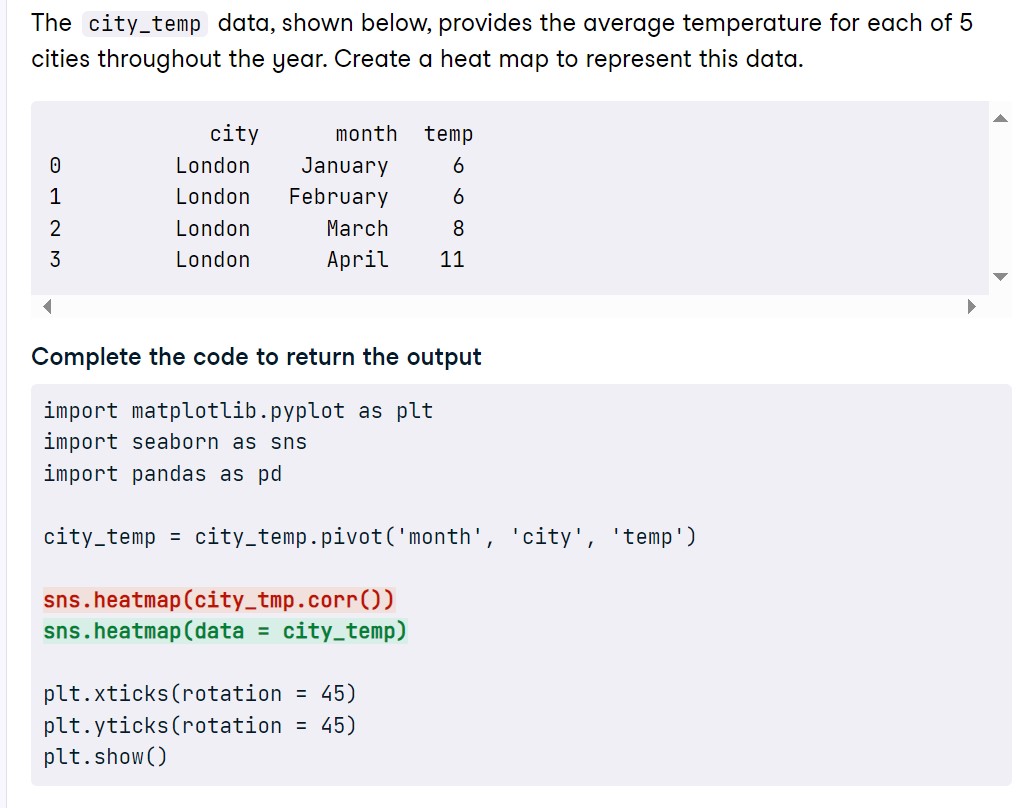 The city_temp data, shown below, provides the average temperature for each of 5
cities throughout the year. Create a heat map to represent this data.
city month temp
0 London January 6
1 London February 6
2 London March 8
3 London April 11
Complete the code to return the output
import matplotlib.pyplot as plt
import seaborn as sns
import pandas as pd
city_temp = city_temp.pivot('month', 'city', 'temp')
sns.heatmap(city_tmp.corr())
sns.heatmap(data = city_temp)
plt.xticks(rotation = 45)
plt.yticks(rotation = 45)
plt.show()